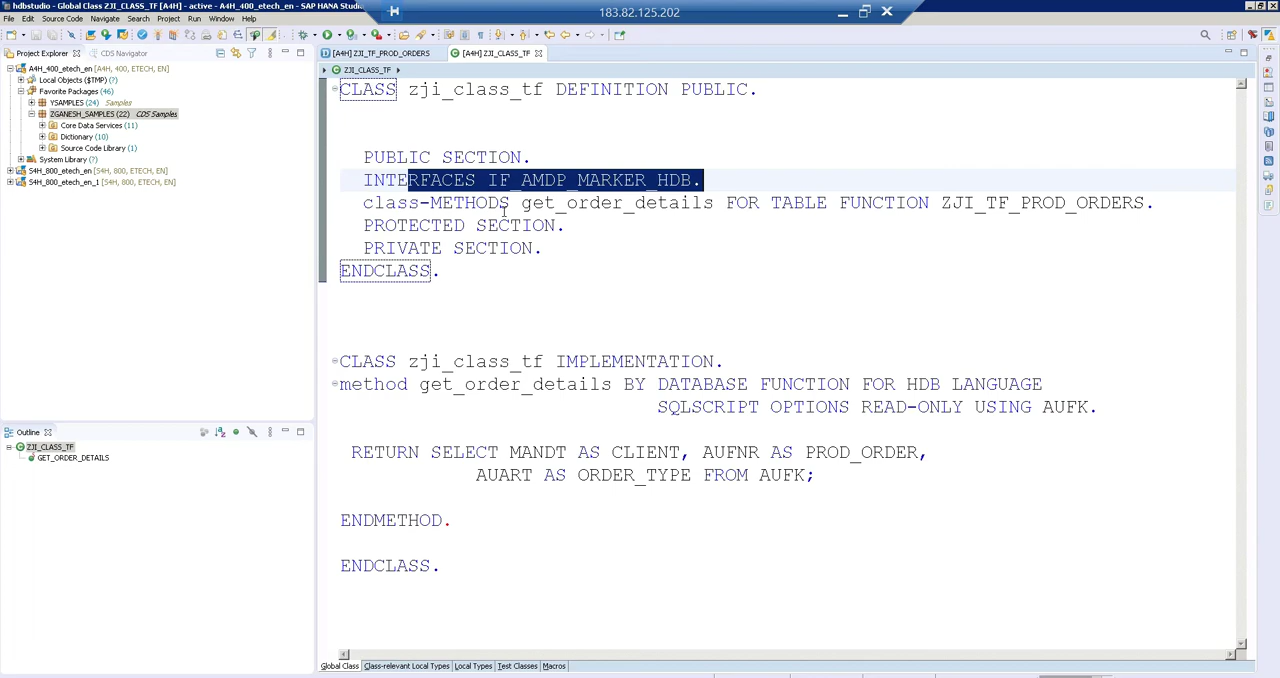 hdbstudio - Global Class ZJI_CLASS_TF [A4H] - active - A4H_400_etech_en - SAP HANA Studio
183.82.125.202
File Edit Source Code Navigate Search Project Run Window Help
Project Explorer CDS Navigator
[A4H] ZJI_TF_PROD_ORDERS [A4H] ZJI_CLASS_TF
ZJI_CLASS_TF
A4H_400_etech_en [A4H, 400, ETECH, EN]
Local Objects ($TMP) (?)
Favorite Packages (46)
YSAMPLES (24) Samples
ZGANESH_SAMPLES (22) CDS Samples
Core Data Services (11)
Dictionary (10)
Source Code Library (1)
System Library (?)
S4H_800_etech_en [S4H, 800, ETECH, EN]
S4H_800_etech_en_1 [S4H, 800, ETECH, EN]
CLASS zji_class_tf DEFINITION PUBLIC.
PUBLIC SECTION.
INTERFACES IF_AMDP_MARKER_HDB.
class-METHODS get_order_details FOR TABLE FUNCTION ZJI_TF_PROD_ORDERS.
PROTECTED SECTION.
PRIVATE SECTION.
ENDCLASS.
CLASS zji_class_tf IMPLEMENTATION.
method get_order_details BY DATABASE FUNCTION FOR HDB LANGUAGE
SQLSCRIPT OPTIONS READ-ONLY USING AUFK.
RETURN SELECT MANDT AS CLIENT, AUFNR AS PROD_ORDER,
AUART AS ORDER_TYPE FROM AUFK;
ENDMETHOD.
ENDCLASS.
Outline
ZJI_CLASS_TF
GET_ORDER_DETAILS
Global Class Class-relevant Local Types Local Types Test Classes Macros